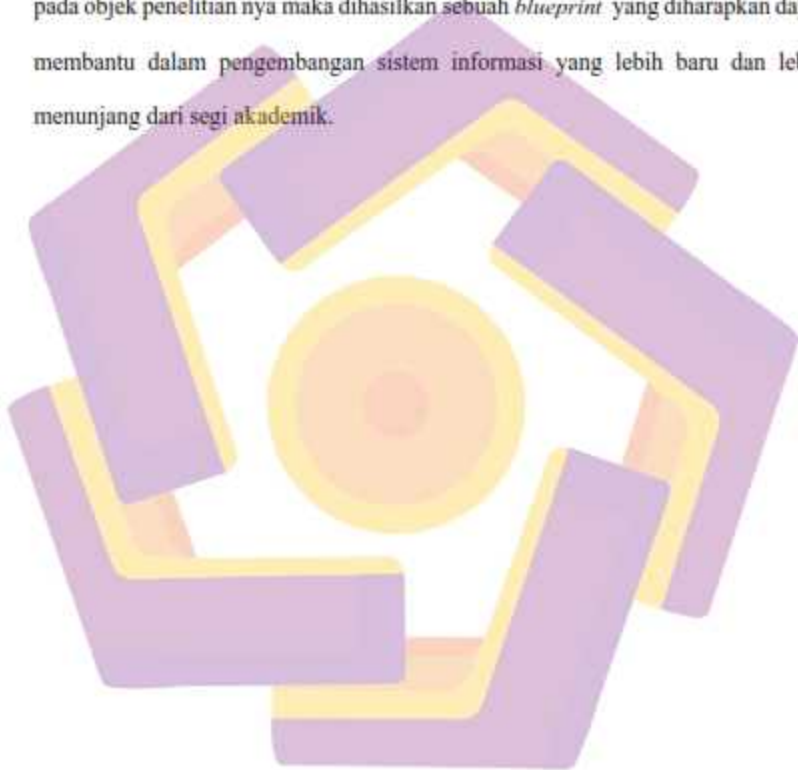 pada objek penelitian nya maka dihasilkan sebuah blueprint yang diharapkan da
membantu dalam pengembangan sistem informasi yang lebih baru dan leb
menunjang dari segi akademik.